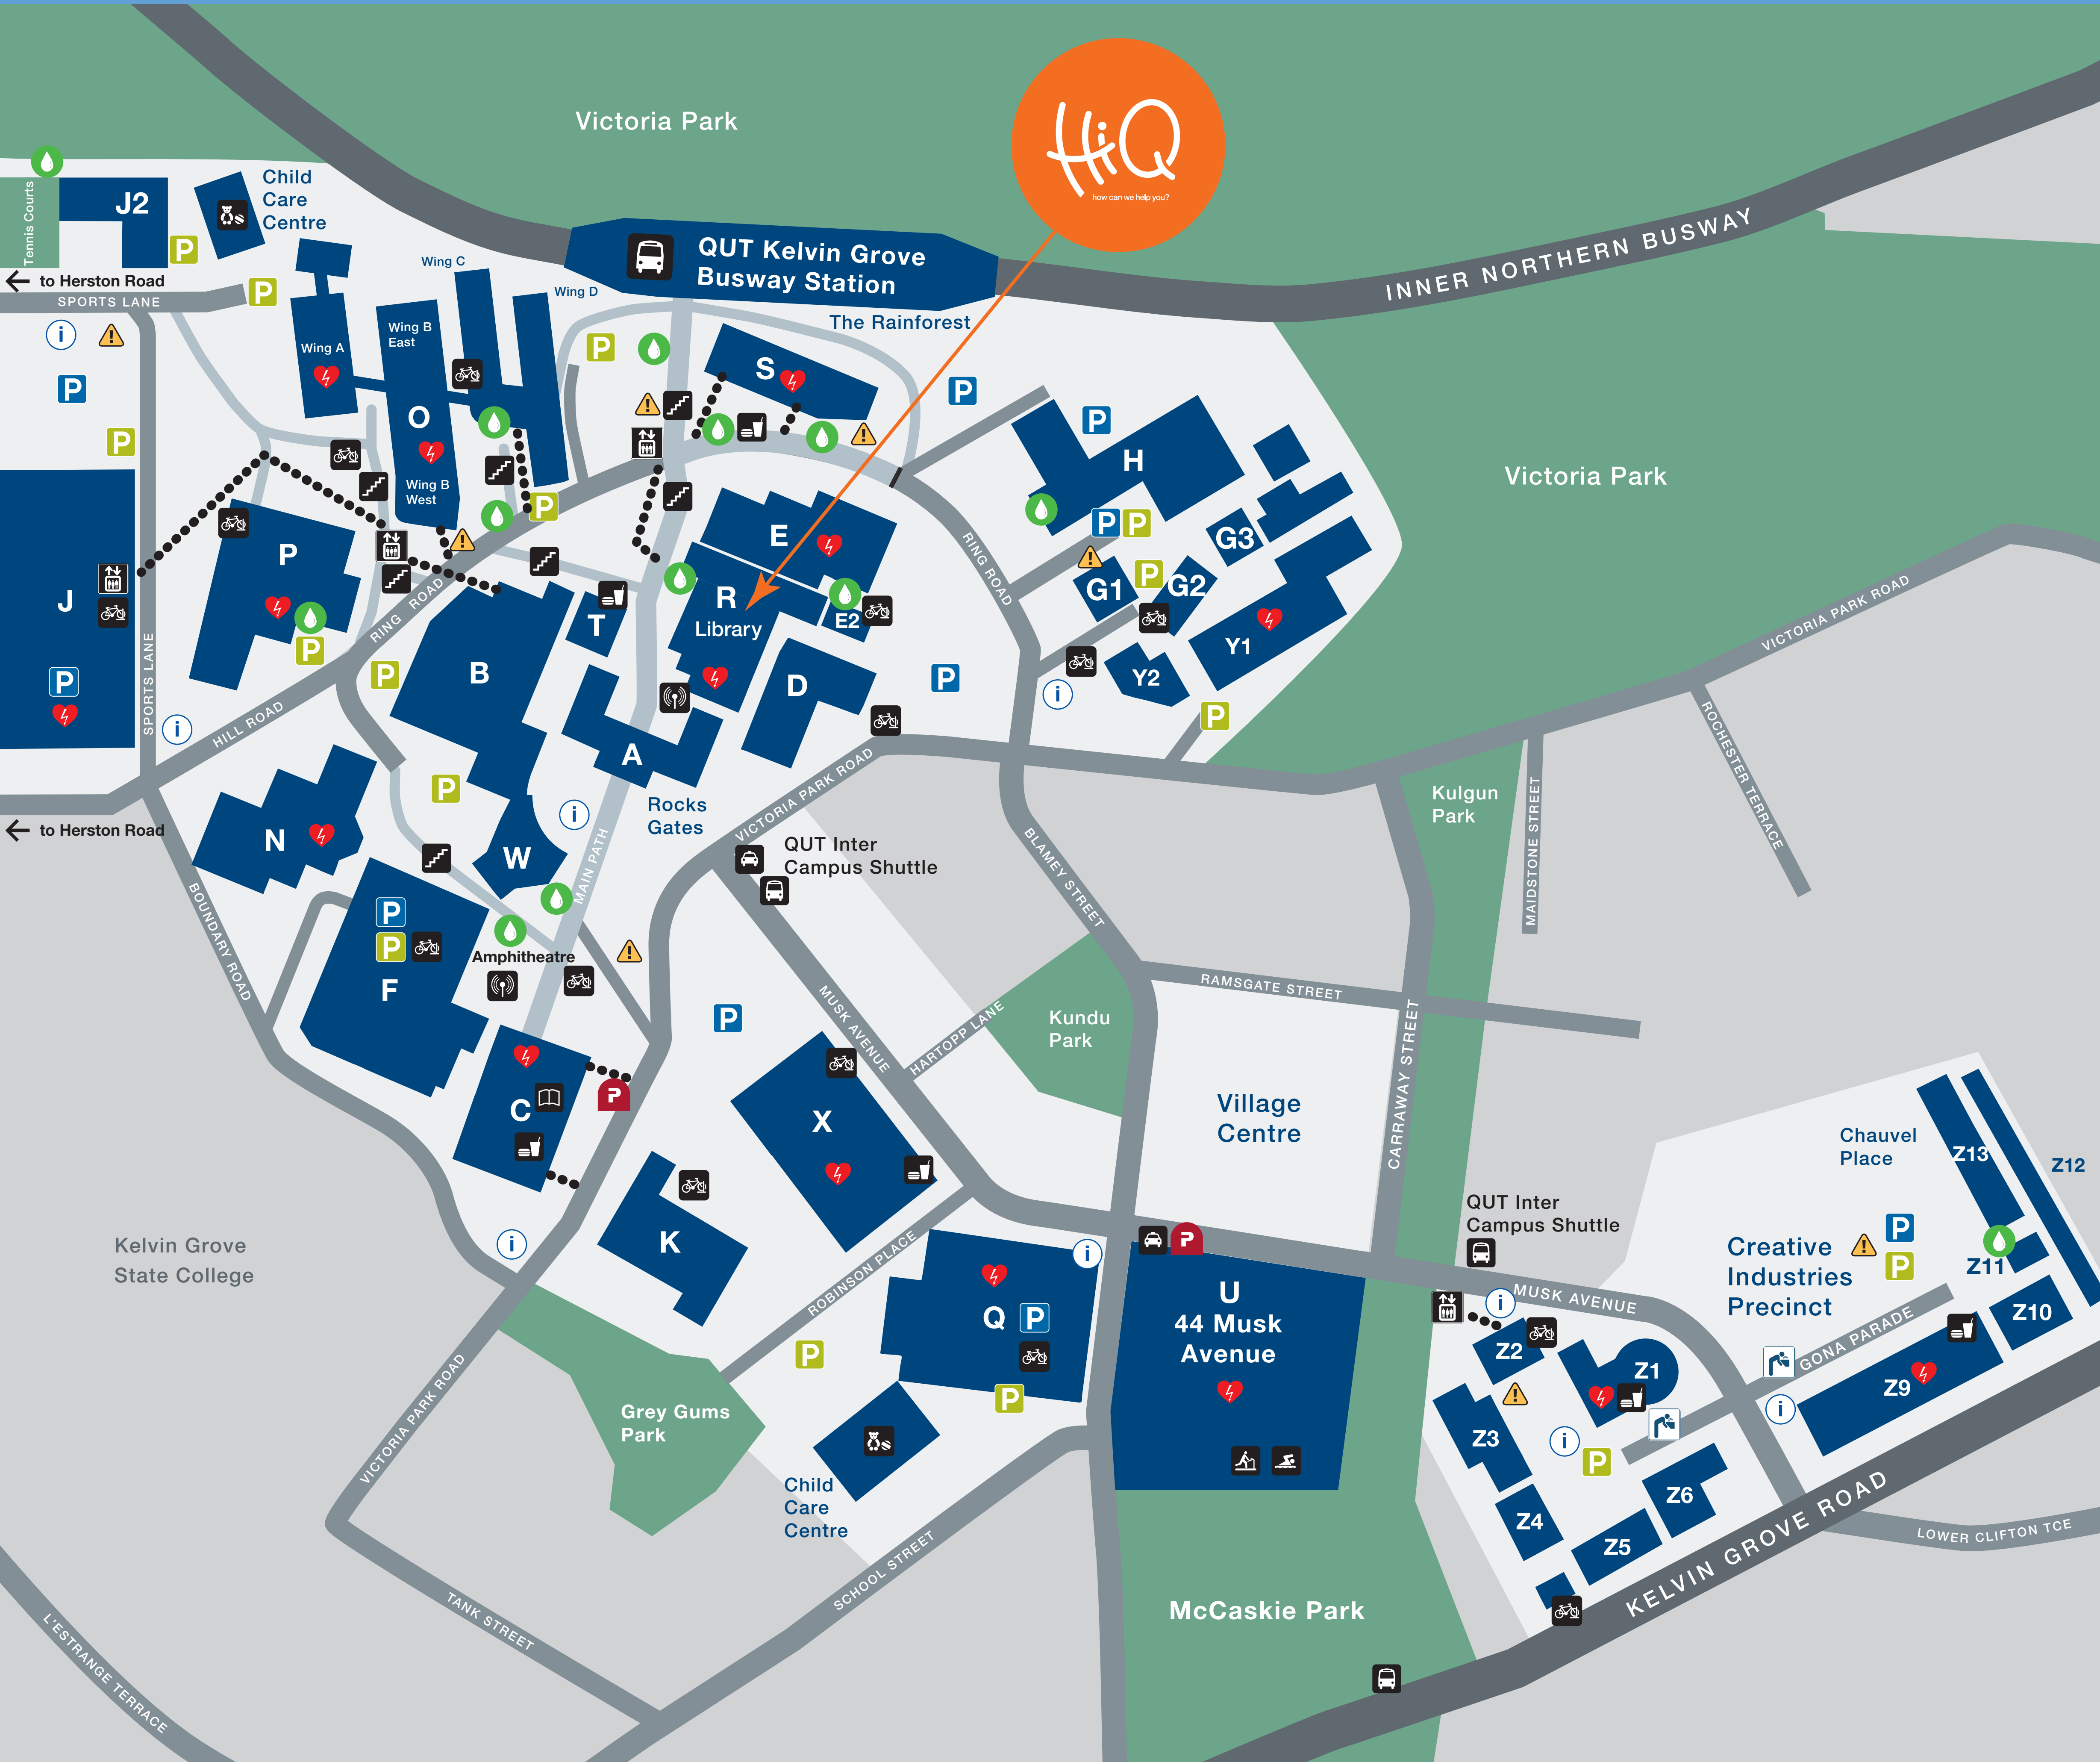 Victoria Park
HiQ
how can we help you?
Tennis Courts
J2
Child
Care
Centre
P
← to Herston Road
SPORTS LANE
P
Wing C
Wing D
QUT Kelvin Grove
Busway Station
The Rainforest
INNER NORTHERN BUSWAY
Wing A
Wing B
East
O
Wing B
West
i
P
P
P
S
P
P
H
Victoria Park
P
E
RING ROAD
P P
G3
P
J
P
P
P
RING ROAD
T
R
Library
E2
G1
P
G2
Y1
Y2
VICTORIA PARK ROAD
P
SPORTS LANE
i
HILL ROAD
P
B
D
P
i
P
A
ROCHESTER TERRACE
← to Herston Road
N
P
i
W
Rocks
Gates
MAIN PATH
VICTORIA PARK ROAD
QUT Inter
Campus Shuttle
BLAMEY STREET
Kulgun
Park
MAIDSTONE STREET
BOUNDARY ROAD
P
P
F
Amphitheatre
MUSK AVENUE
P
HARTOPP LANE
Kundu
Park
RAMSGATE STREET
CARRAWAY STREET
C
P
X
Village
Centre
Chauvel
Place
Z13
Z12
Kelvin Grove
State College
i
K
ROBINSON PLACE
i
Q
P
P
P
P
U
44 Musk
Avenue
QUT Inter
Campus Shuttle
MUSK AVENUE
Creative
Industries
Precinct
P
P
Z11
Z10
GONA PARADE
i
Z2
Z1
Z9
i
Z3
i
P
Z4
Z6
Z5
VICTORIA PARK ROAD
Grey Gums
Park
Child
Care
Centre
SCHOOL STREET
TANK STREET
McCaskie Park
KELVIN GROVE ROAD
LOWER CLIFTON TCE
L'ESTRANGE TERRACE